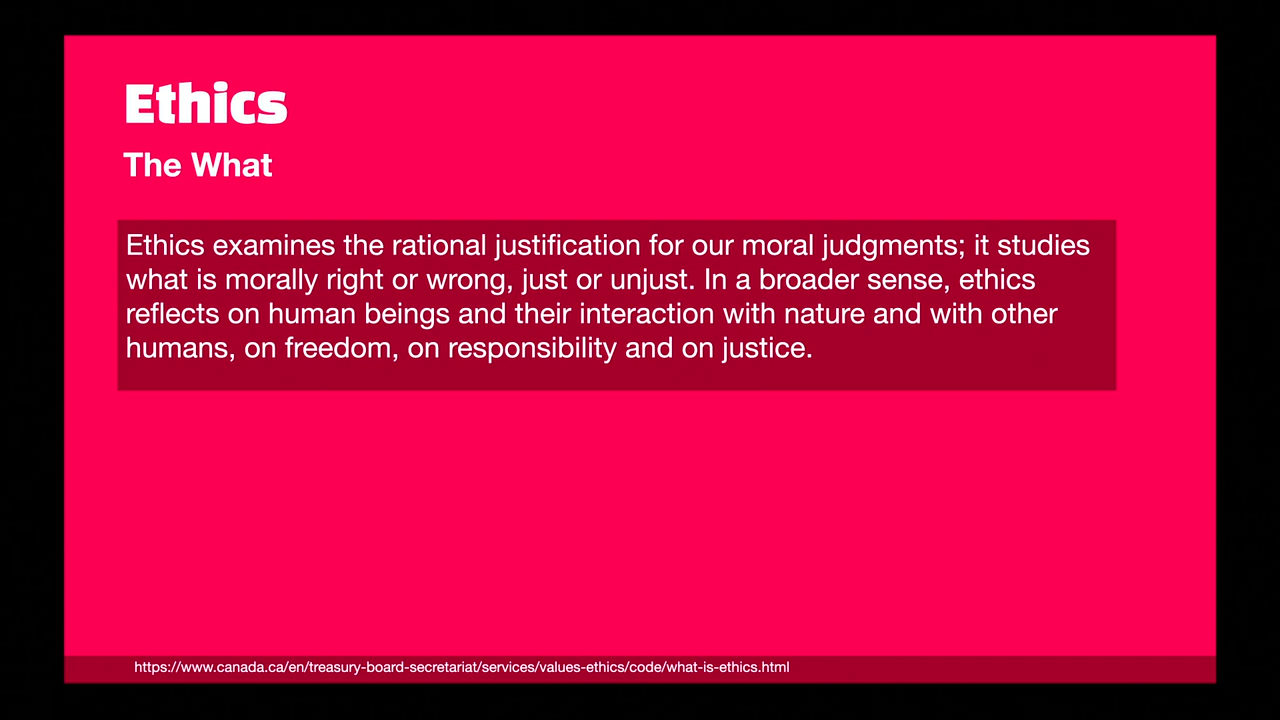 Ethics
The What
Ethics examines the rational justification for our moral judgments; it studies
what is morally right or wrong, just or unjust. In a broader sense, ethics
reflects on human beings and their interaction with nature and with other
humans, on freedom, on responsibility and on justice.
https://www.canada.ca/en/treasury-board-secretariat/services/values-ethics/code/what-is-ethics.html